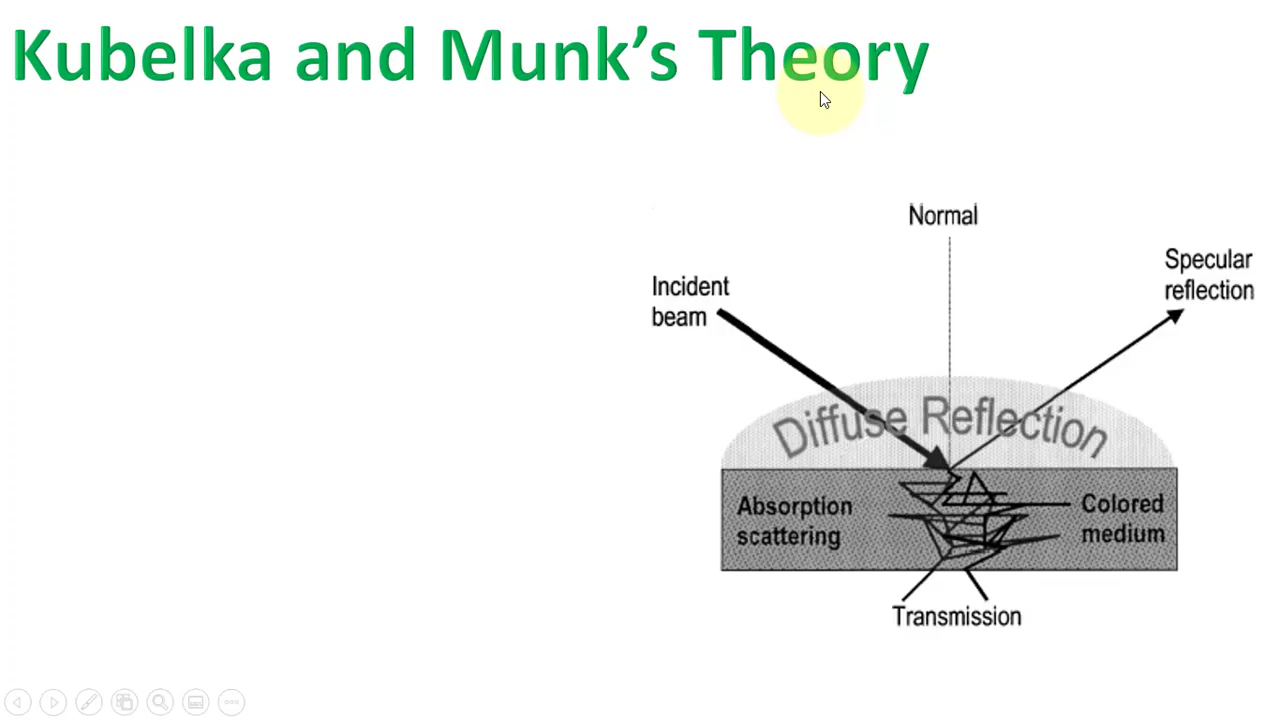 Kubelka and Munk's Theory
Normal
Specular
reflection
Incident
beam
Diffuse Reflection
Absorption
scattering
Colored
medium
Transmission